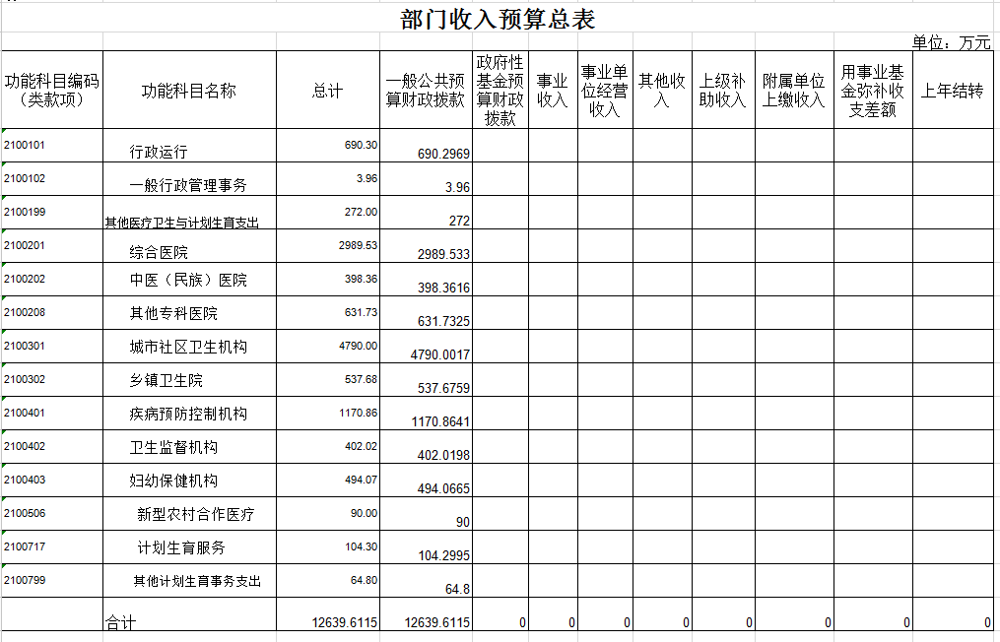 部门收入预算总表
单位：万元
功能科目编码（类款项） 功能科目名称 总计 一般公共预算财政拨款 政府性基金预算财政拨款 事业收入 事业单位经营收入 其他收入 上级补助收入 附属单位上缴收入 用事业基金弥补收支差额 上年结转
2100101 行政运行 690.30 690.2969
2100102 一般行政管理事务 3.96 3.96
2100199 其他医疗卫生与计划生育支出 272.00 272
2100201 综合医院 2989.53 2989.533
2100202 中医（民族）医院 398.36 398.3616
2100208 其他专科医院 631.73 631.7325
2100301 城市社区卫生机构 4790.00 4790.0017
2100302 乡镇卫生院 537.68 537.6759
2100401 疾病预防控制机构 1170.86 1170.8641
2100402 卫生监督机构 402.02 402.0198
2100403 妇幼保健机构 494.07 494.0665
2100506 新型农村合作医疗 90.00 90
2100717 计划生育服务 104.30 104.2995
2100799 其他计划生育事务支出 64.80 64.8
合计 12639.6115 12639.6115 0 0 0 0 0 0 0 0